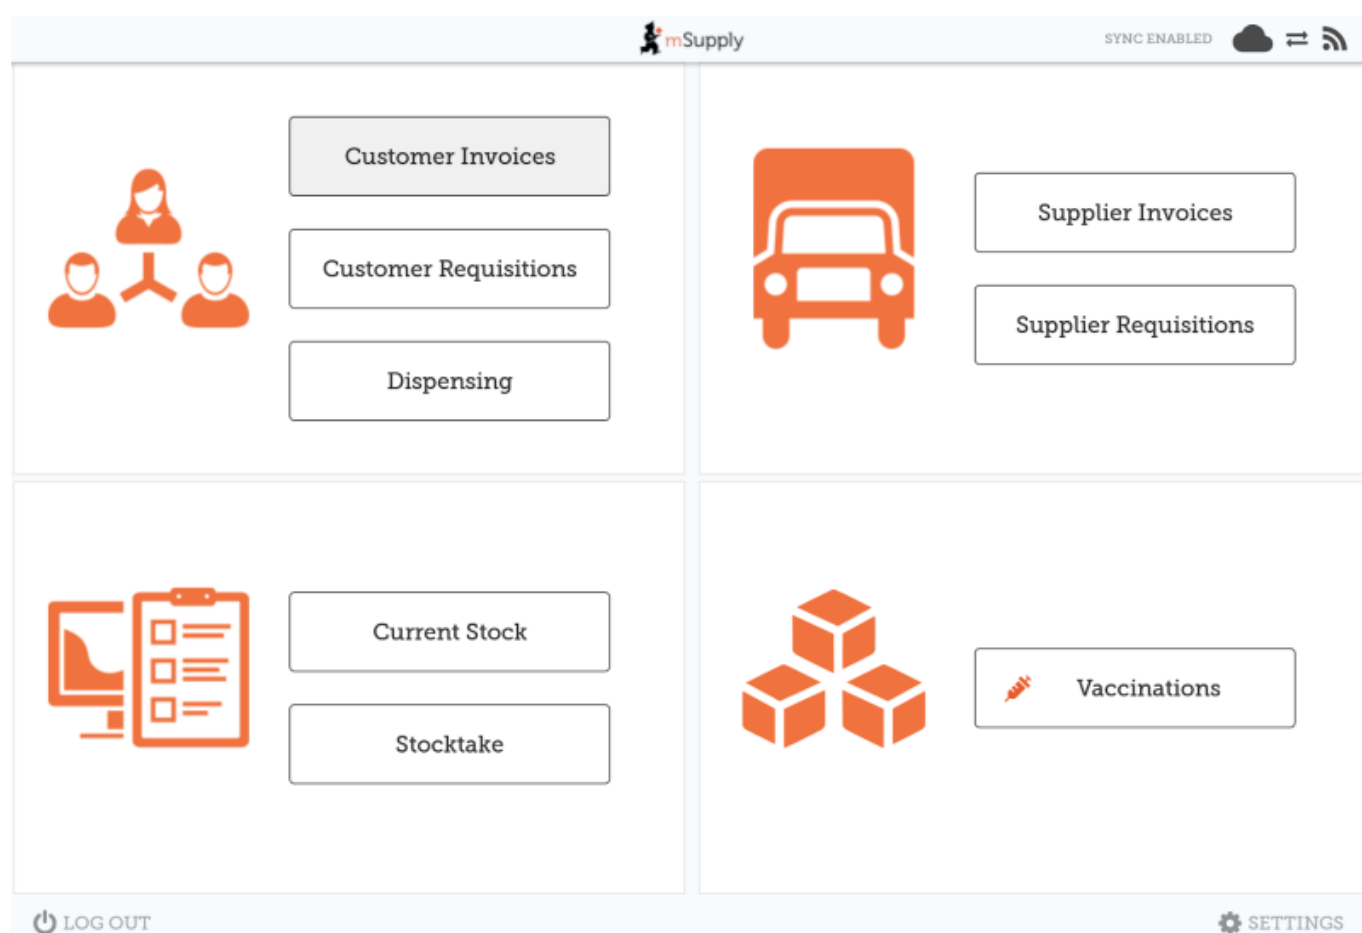 mSupply
SYNC ENABLED
Customer Invoices
Customer Requisitions
Dispensing
Supplier Invoices
Supplier Requisitions
Current Stock
Stocktake
Vaccinations
LOG OUT
SETTINGS